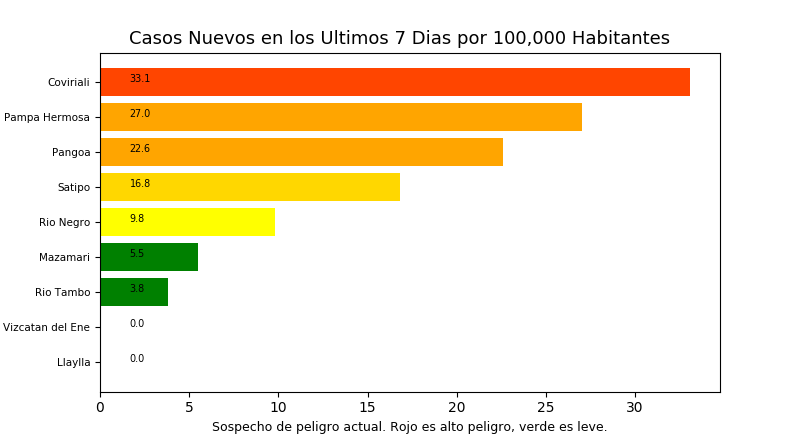 Casos Nuevos en los Ultimos 7 Dias por 100,000 Habitantes
Coviriali 33.1
Pampa Hermosa 27.0
Pangoa 22.6
Satipo 16.8
Rio Negro 9.8
Mazamari 5.5
Rio Tambo 3.8
Vizcatan del Ene 0.0
Llaylla 0.0
0 5 10 15 20 25 30
Sospecho de peligro actual. Rojo es alto peligro, verde es leve.